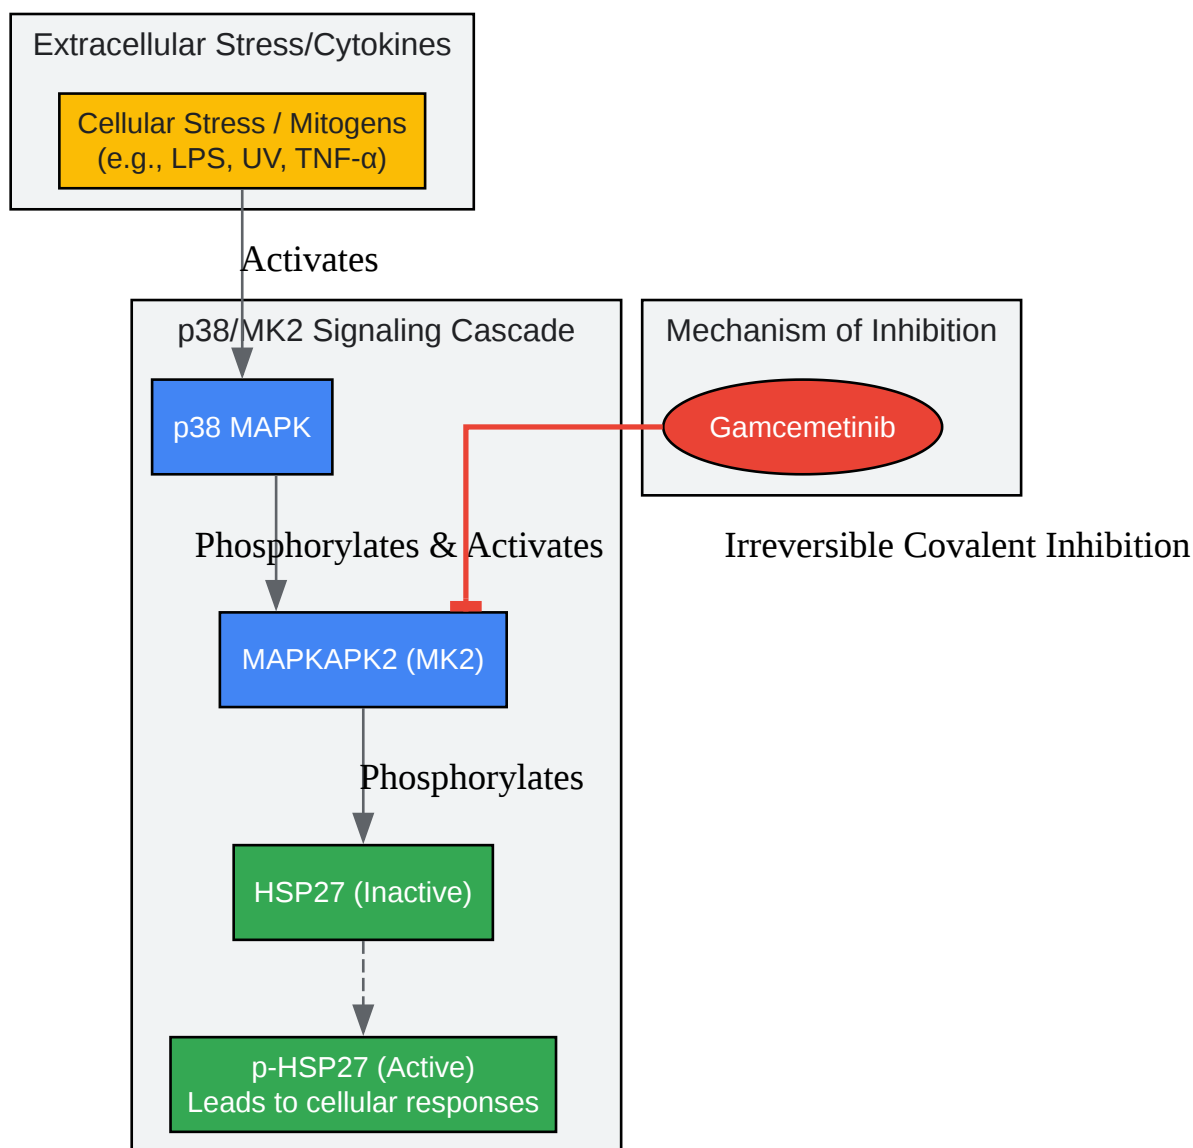 Extracellular Stress/Cytokines
Cellular Stress / Mitogens
(e.g., LPS, UV, TNF-α)
Activates
p38/MK2 Signaling Cascade
Mechanism of Inhibition
p38 MAPK
Gamcemetinib
Phosphorylates & Activates
Irreversible Covalent Inhibition
MAPKAPK2 (MK2)
Phosphorylates
HSP27 (Inactive)
p-HSP27 (Active)
Leads to cellular responses